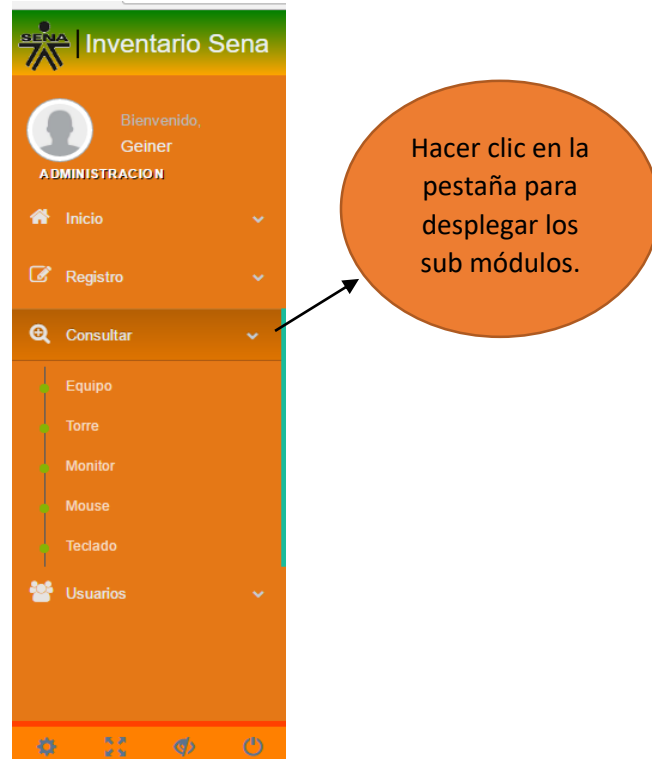 SENA
Inventario Sena
Bienvenido,
Geiner
ADMINISTRACION
Inicio
Registro
Consultar
Equipo
Torre
Monitor
Mouse
Teclado
Usuarios
Hacer clic en la
pestaña para
desplegar los
sub módulos.